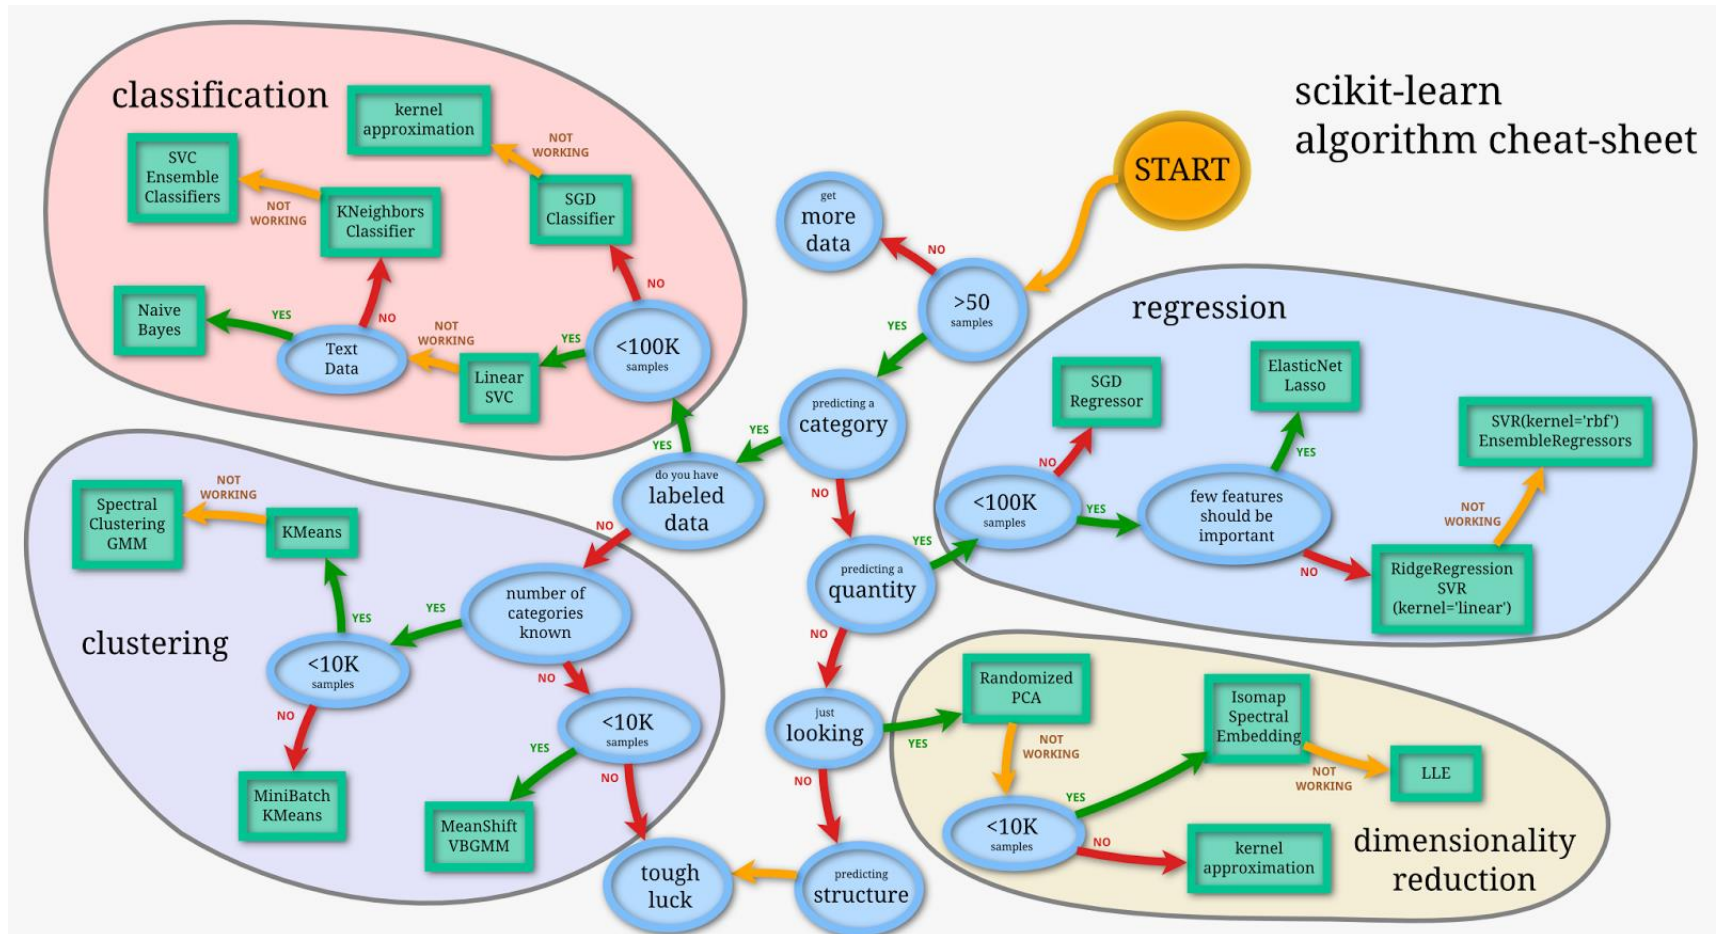 scikit-learn
algorithm cheat-sheet
START
get
more
data
NO
>50
samples
YES
predicting a
category
YES
NO
do you have
labeled
data
YES
NO
predicting a
quantity
YES
NO
just
looking
YES
NO
predicting
structure
tough
luck
classification
kernel
approximation
NOT
WORKING
SGD
Classifier
NO
<100K
samples
YES
Linear
SVC
NOT
WORKING
Text
Data
YES
NO
Naive
Bayes
KNeighbors
Classifier
NOT
WORKING
SVC
Ensemble
Classifiers
regression
<100K
samples
NO
YES
SGD
Regressor
few features
should be
important
YES
NO
ElasticNet
Lasso
RidgeRegression
SVR
(kernel='linear')
NOT
WORKING
SVR(kernel='rbf')
EnsembleRegressors
clustering
number of
categories
known
YES
NO
<10K
samples
YES
NO
KMeans
NOT
WORKING
Spectral
Clustering
GMM
MiniBatch
KMeans
<10K
samples
YES
NO
MeanShift
VBGMM
dimensionality
reduction
Randomized
PCA
NOT
WORKING
<10K
samples
YES
NO
Isomap
Spectral
Embedding
NOT
WORKING
LLE
kernel
approximation